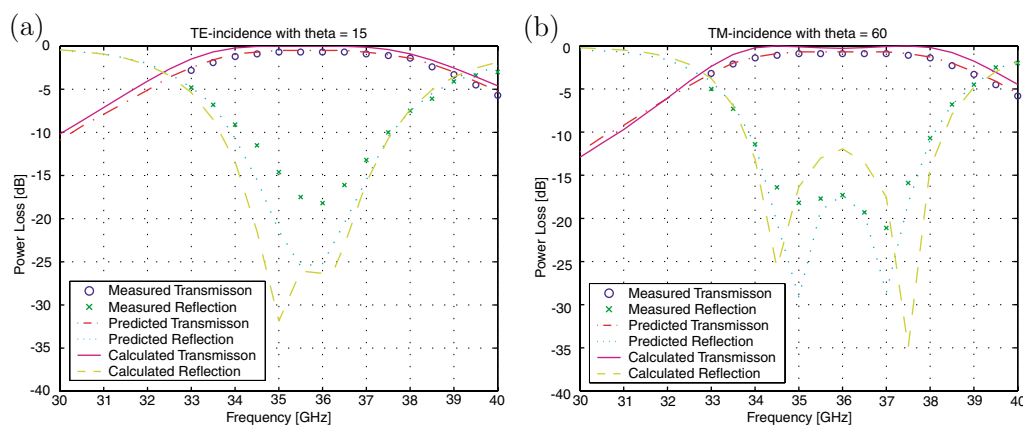 (a)
TE-incidence with theta = 15
0
-5
-10
-15
-20
-25
-30
-35
-40
Power Loss [dB]
Measured Transmisson
Measured Reflection
Predicted Transmisson
Predicted Reflection
Calculated Transmisson
Calculated Reflection
30 31 32 33 34 35 36 37 38 39 40
Frequency [GHz]
(b)
TM-incidence with theta = 60
0
-5
-10
-15
-20
-25
-30
-35
-40
Power Loss [dB]
Measured Transmisson
Measured Reflection
Predicted Transmisson
Predicted Reflection
Calculated Transmisson
Calculated Reflection
30 31 32 33 34 35 36 37 38 39 40
Frequency [GHz]